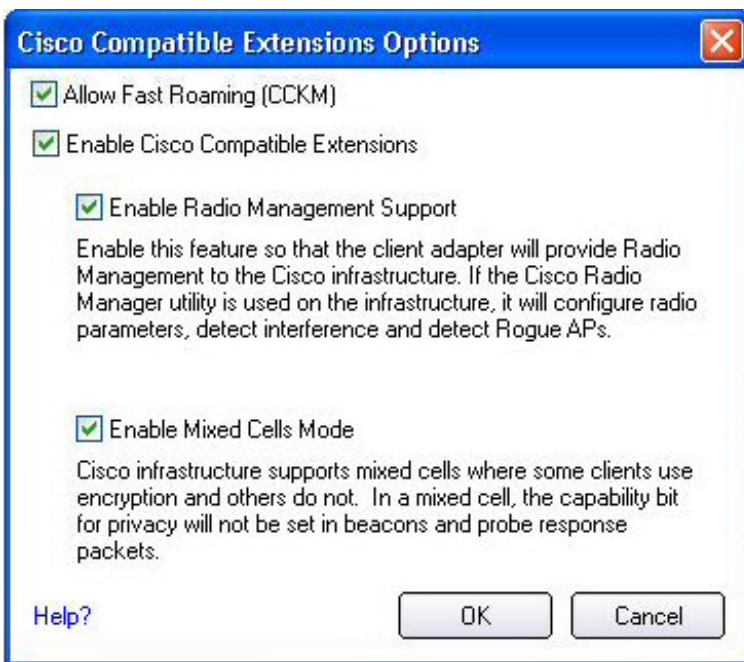 Cisco Compatible Extensions Options
Allow Fast Roaming (CCKM)
Enable Cisco Compatible Extensions
Enable Radio Management Support
Enable this feature so that the client adapter will provide Radio
Management to the Cisco infrastructure. If the Cisco Radio
Manager utility is used on the infrastructure, it will configure radio
parameters, detect interference and detect Rogue APs.
Enable Mixed Cells Mode
Cisco infrastructure supports mixed cells where some clients use
encryption and others do not. In a mixed cell, the capability bit
for privacy will not be set in beacons and probe response
packets.
Help?
OK
Cancel